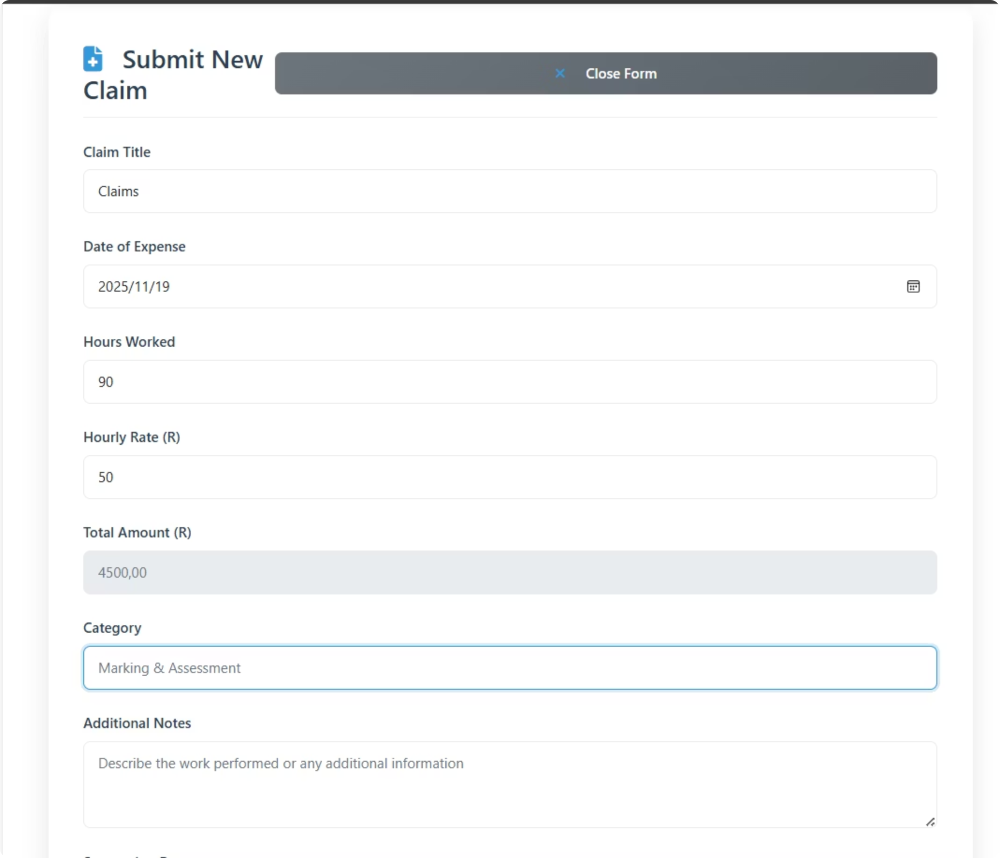 Submit New
Claim
Close Form
Claim Title
Claims
Date of Expense
2025/11/19
Hours Worked
90
Hourly Rate (R)
50
Total Amount (R)
4500,00
Category
Marking & Assessment
Additional Notes
Describe the work performed or any additional information